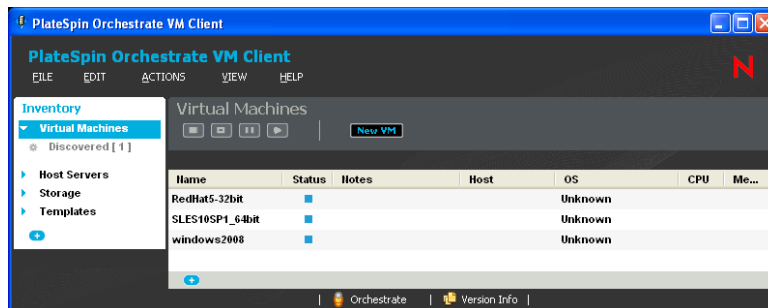 PlateSpin Orchestrate VM Client
PlateSpin Orchestrate VM Client
FILE EDIT ACTIONS VIEW HELP
N
Inventory
Virtual Machines
Discovered [ 1 ]
Host Servers
Storage
Templates
Virtual Machines
New VM
Name Status Notes Host OS CPU Me...
RedHat5-32bit Unknown
SLES10SP1_64bit Unknown
windows2008 Unknown
Orchestrate | Version Info |